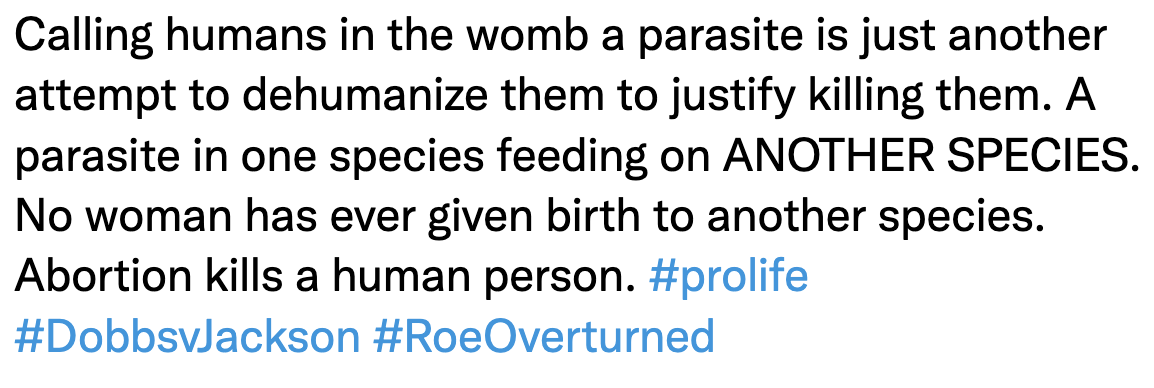 Calling humans in the womb a parasite is just another
attempt to dehumanize them to justify killing them. A
parasite in one species feeding on ANOTHER SPECIES.
No woman has ever given birth to another species.
Abortion kills a human person. #prolife
#DobbsvJackson #RoeOverturned